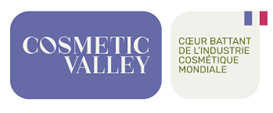 COSMETIC
VALLEY
CŒUR BATTANT
DE L'INDUSTRIE
COSMÉTIQUE
MONDIALE